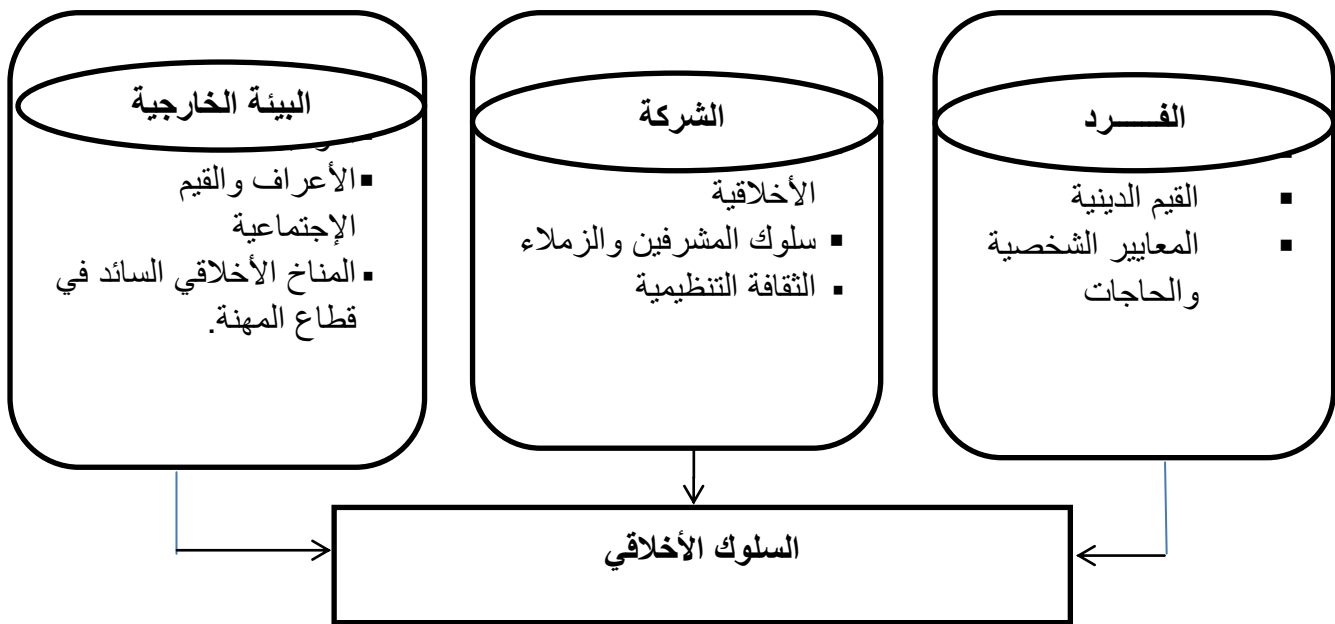 الفـــــرد
▪
▪ القيم الدينية
▪ المعايير الشخصية
والحاجات
الشركة
الأخلاقية
▪ سلوك المشرفين والزملاء
▪ الثقافة التنظيمية
البيئة الخارجية
▪ الأعراف والقيم
الإجتماعية
▪ المناخ الأخلاقي السائد في
قطاع المهنة.
السلوك الأخلاقي